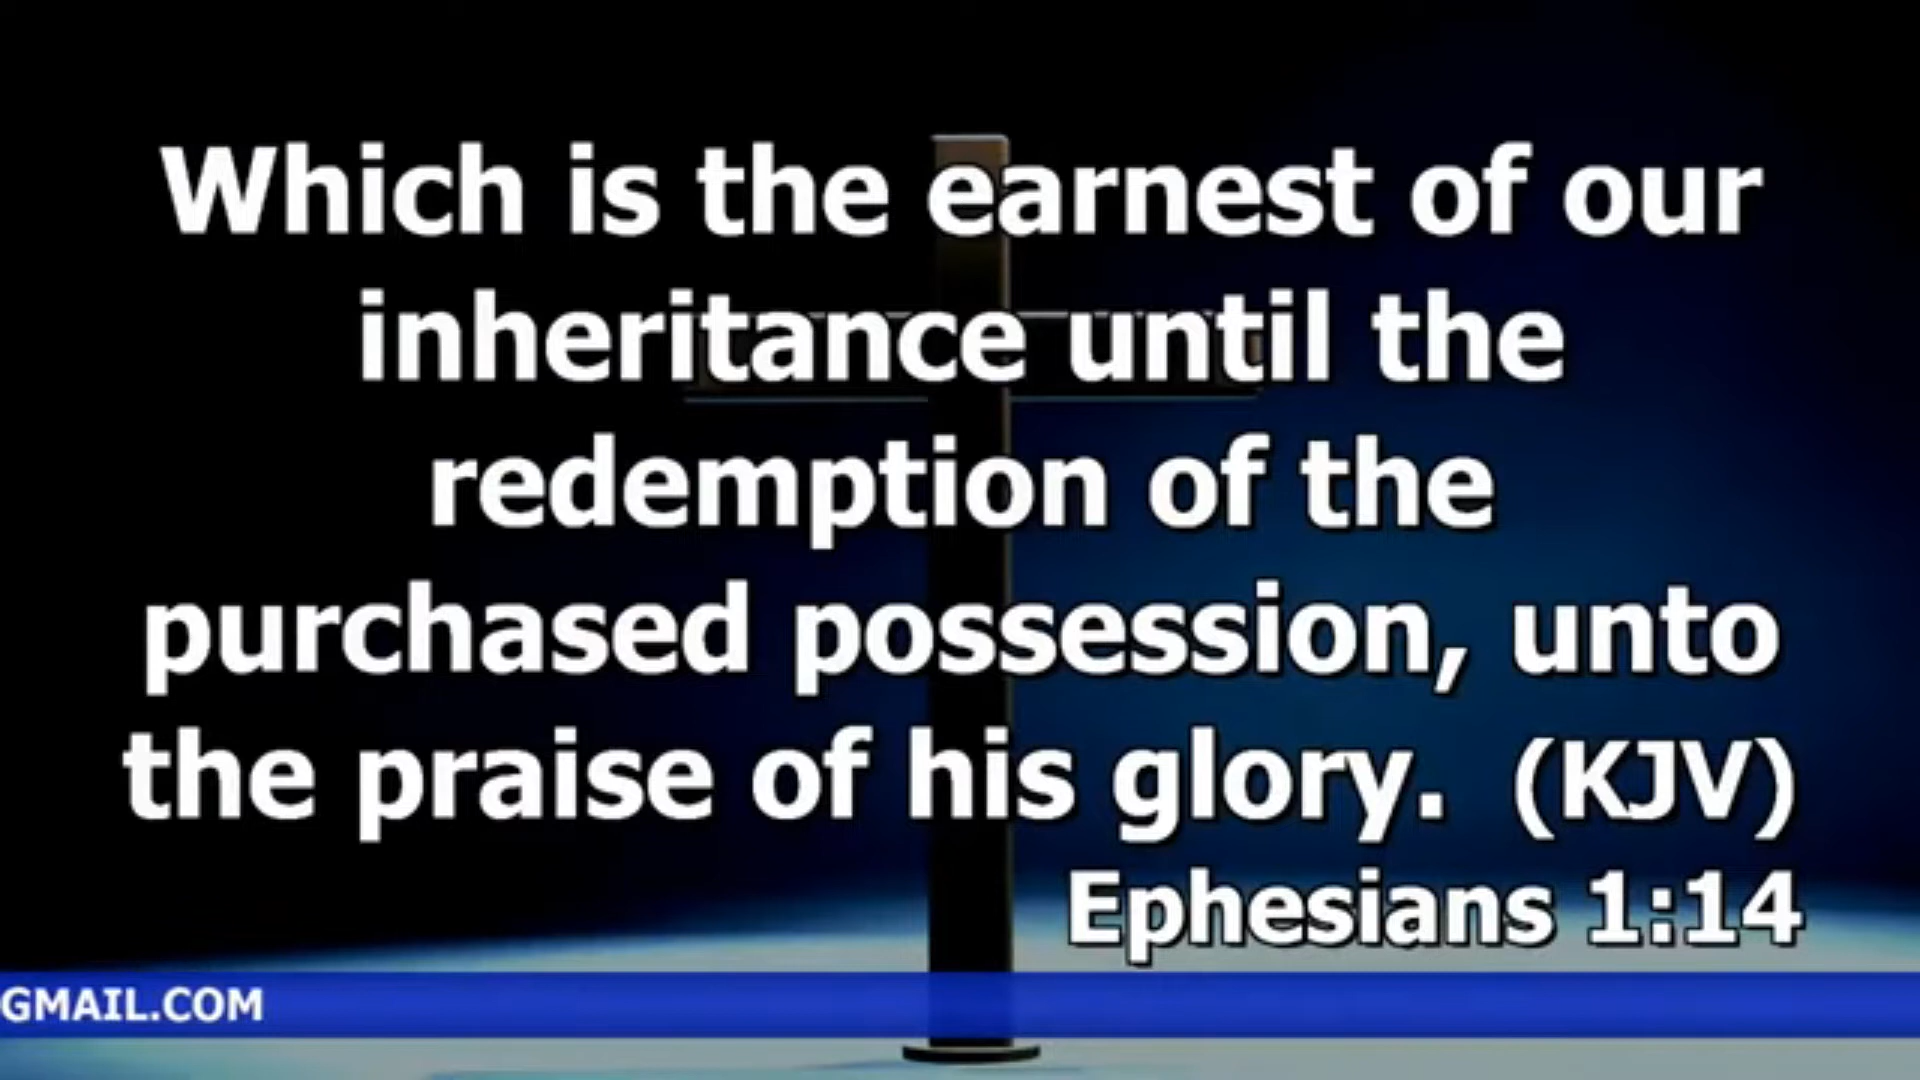 Which is the earnest of our
inheritance until the
redemption of the
purchased possession, unto
the praise of his glory. (KJV)
Ephesians 1:14
GMAIL.COM